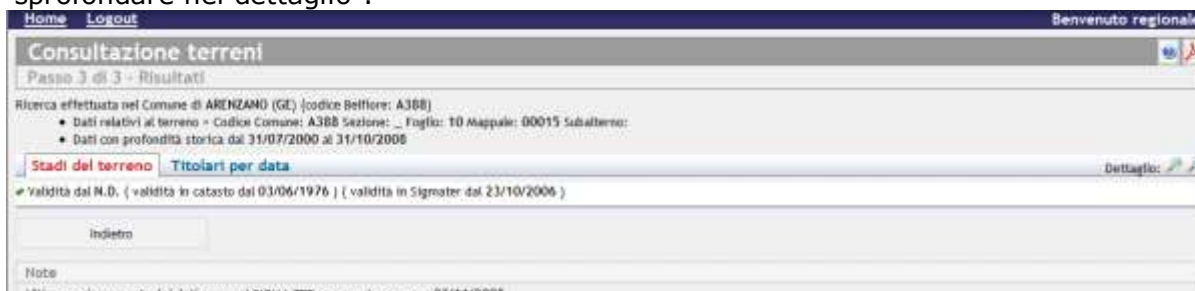 sprofondare nel dettaglio".
Home Logout Benvenuto regionale
Consultazione terreni
Passo 3 di 3 - Risultati
Ricerca effettuata nel Comune di ARENZANO (GE) (codice Belfiore: A388)
• Dati relativi al terreno - Codice Comune: A388 Sezione: _ Foglio: 10 Mappale: 00015 Subalterno:
• Dati con profondità storica dal 31/07/2000 al 31/10/2008
Stadi del terreno Titolari per data Dettaglio:
Validità dal N.D. ( validità in catasto dal 03/06/1976 ) ( validità in Sigmater dal 23/10/2006 )
Indietro
Note